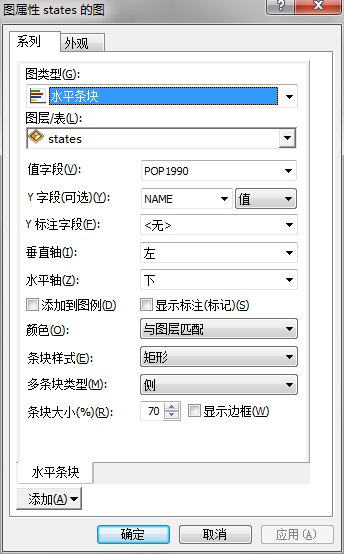 图属性 states 的图
系列 外观
图类型(G):
水平条块
图层/表(L):
states
值字段(V): POP1990
Y 字段(可选)(Y): NAME 值
Y 标注字段(F): <无>
垂直轴(I): 左
水平轴(Z): 下
添加到图例(D) 显示标注(标记)(S)
颜色(O): 与图层匹配
条块样式(E): 矩形
多条块类型(M): 侧
条块大小(%)(R): 70 显示边框(W)
水平条块
添加(A)
确定 取消 应用(A)